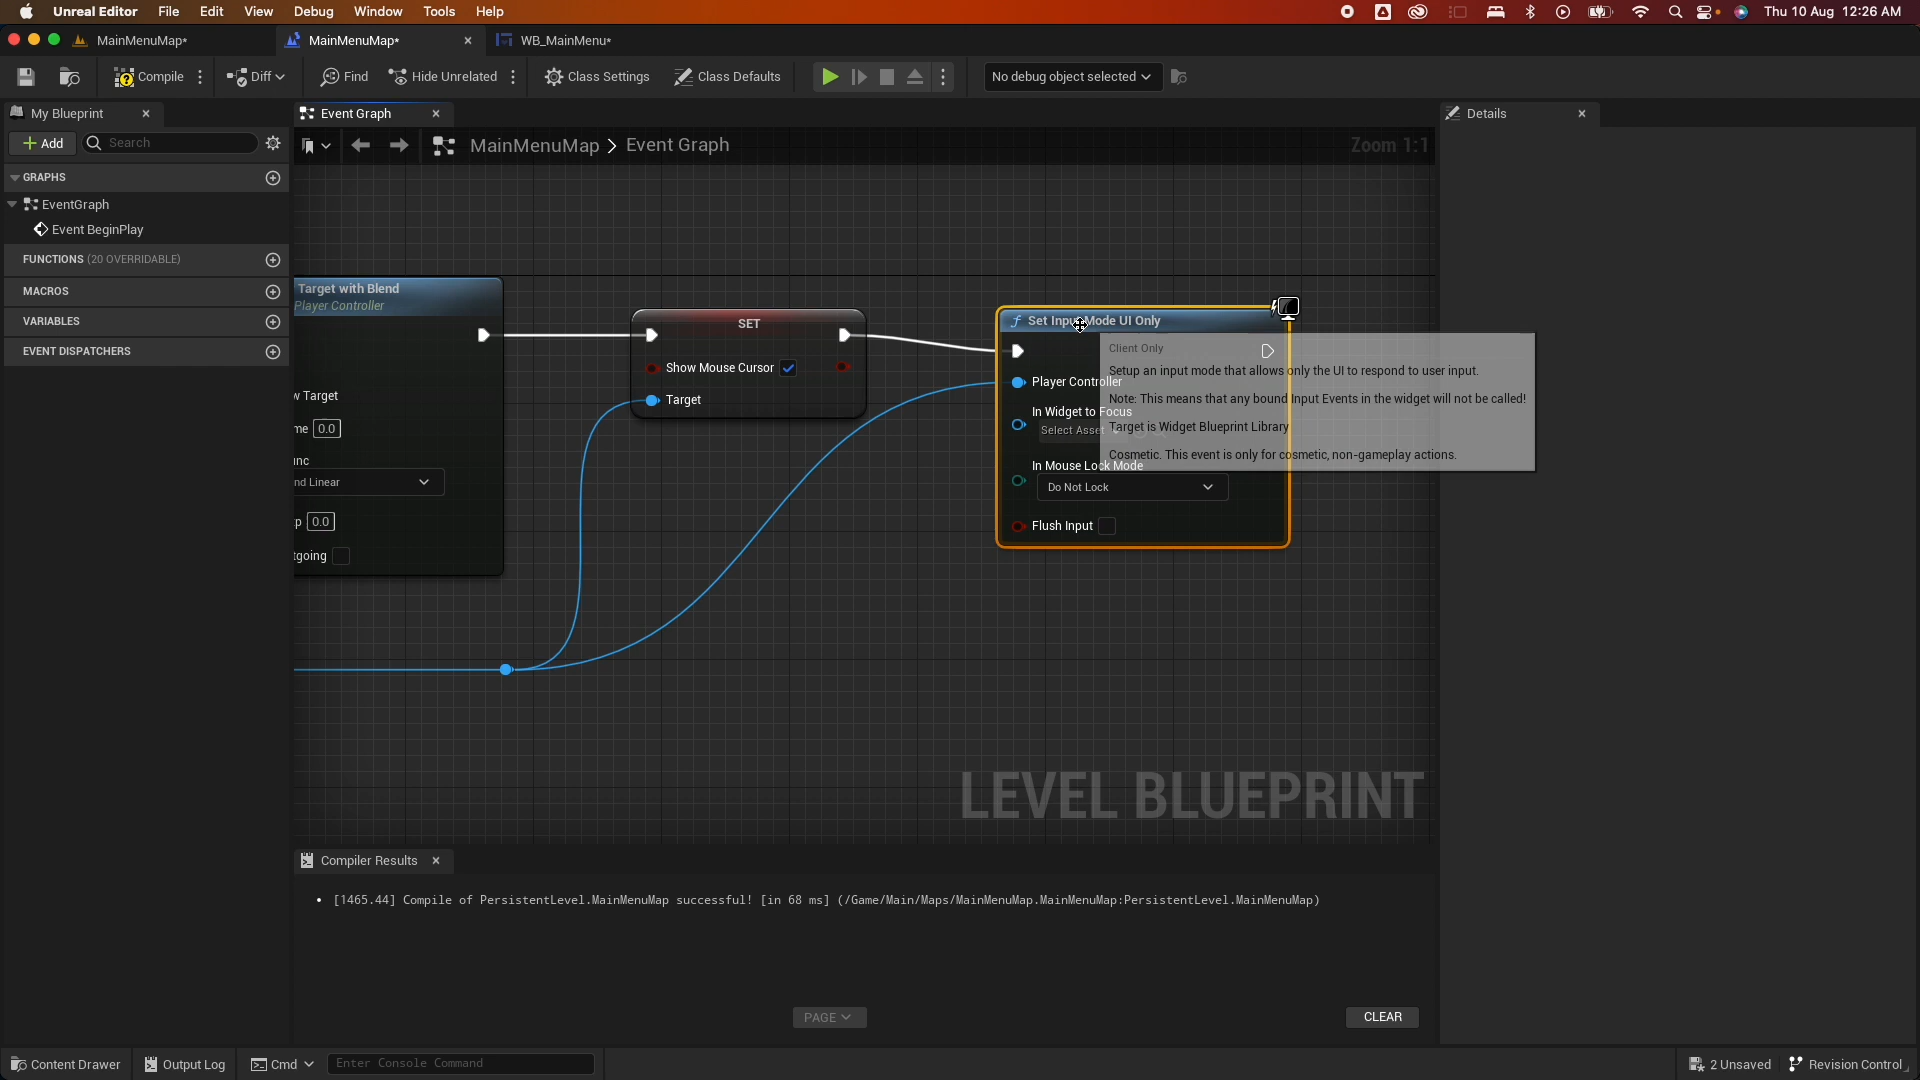 Unreal Editor File Edit View Debug Window Tools Help Thu 10 Aug 12:26 AM
MainMenuMap* MainMenuMap* WB_MainMenu*
Compile Diff Find Hide Unrelated Class Settings Class Defaults No debug object selected
My Blueprint
Event Graph
Details
Add Search
MainMenuMap > Event Graph Zoom 1:1
GRAPHS
EventGraph
Event BeginPlay
FUNCTIONS (20 OVERRIDABLE)
MACROS
VARIABLES
EVENT DISPATCHERS
Target with Blend
Player Controller
w Target
me 0.0
unc
nd Linear
p 0.0
tgoing
SET
Show Mouse Cursor
Target
Set Input Mode UI Only
Player Controller
In Widget to Focus
Select Asset
In Mouse Lock Mode
Do Not Lock
Flush Input
Client Only
Setup an input mode that allows only the UI to respond to user input.
Note: This means that any bound Input Events in the widget will not be called!
Target is Widget Blueprint Library
Cosmetic. This event is only for cosmetic, non-gameplay actions.
LEVEL BLUEPRINT
Compiler Results
• [1465.44] Compile of PersistentLevel.MainMenuMap successful! [in 68 ms] (/Game/Main/Maps/MainMenuMap.MainMenuMap:PersistentLevel.MainMenuMap)
PAGE CLEAR
Content Drawer Output Log Cmd Enter Console Command 2 Unsaved Revision Control